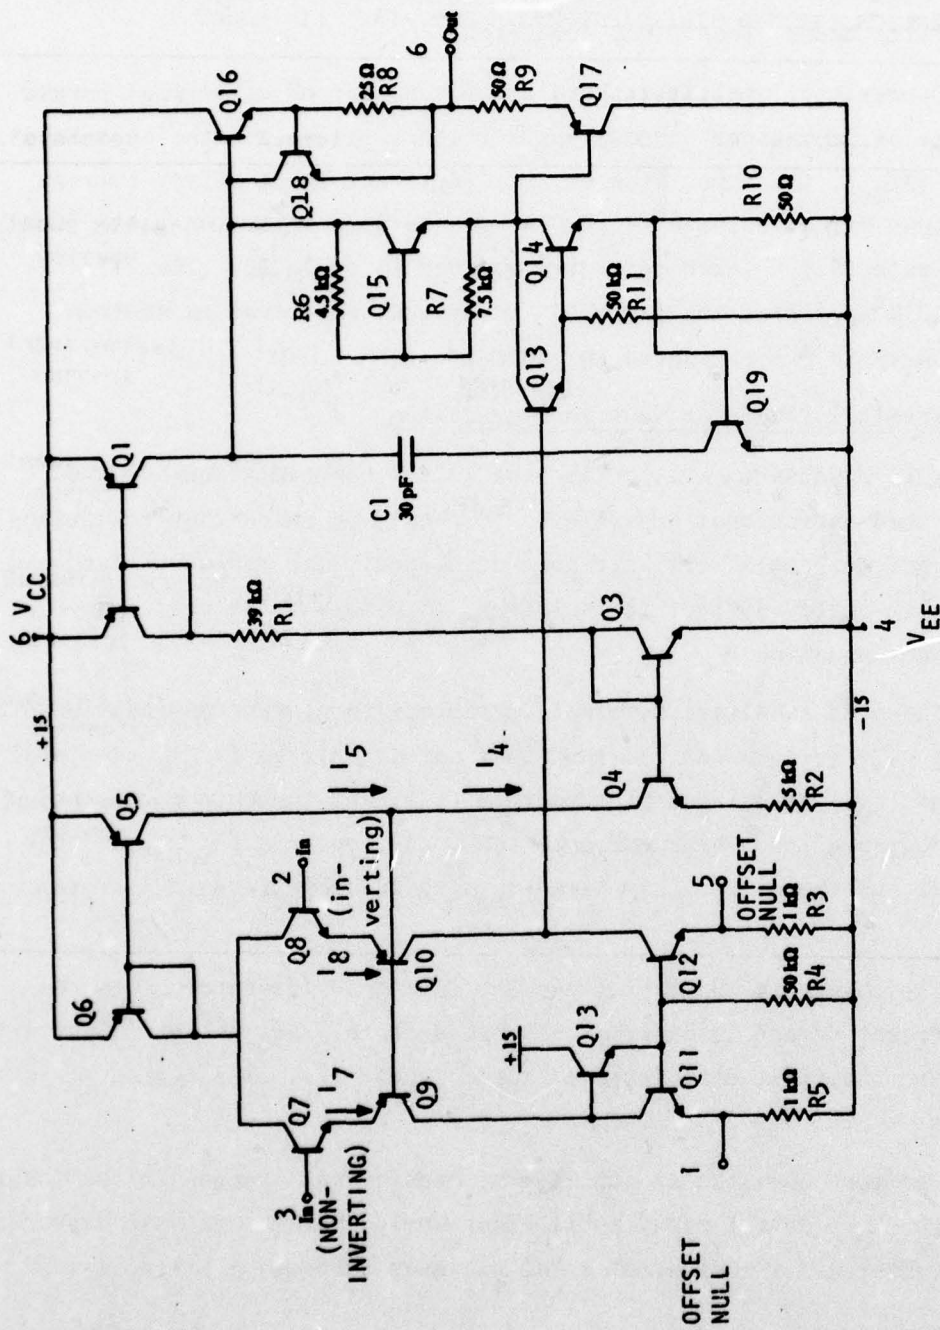 6 V_CC
+15
Q6
Q5
Q1
Q16
3
In
(NON-
INVERTING)
Q7
I_7
Q8
2
In
(in-
verting)
I_8
I_5
I_4
Q9
Q10
39 kΩ
R1
C1
30 pF
R6
4.5 kΩ
Q15
R7
7.5 kΩ
Q18
25 Ω
R8
6
Out
50 Ω
R9
Q17
Q13
Q14
50 kΩ
R11
R10
50 Ω
Q19
+15
Q13
Q11
Q12
Q4
Q3
1
OFFSET
NULL
1 kΩ
R5
50 kΩ
R4
1 kΩ
R3
5
OFFSET
NULL
5 kΩ
R2
-15
4
V_EE